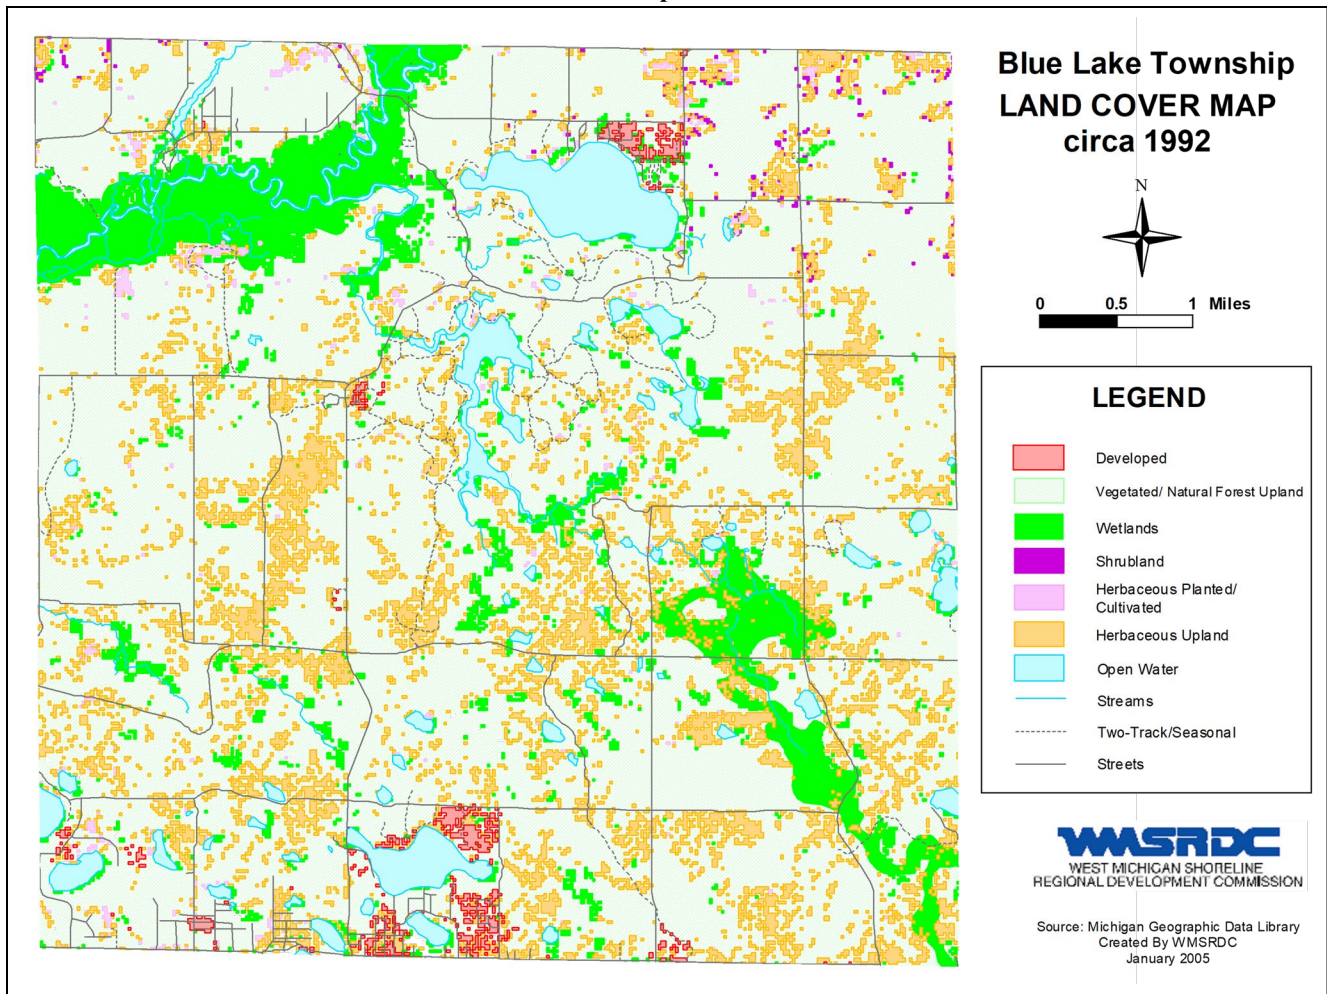 Blue Lake Township
LAND COVER MAP
circa 1992
N
0 0.5 1 Miles
LEGEND
Developed
Vegetated/ Natural Forest Upland
Wetlands
Shrubland
Herbaceous Planted/
Cultivated
Herbaceous Upland
Open Water
Streams
Two-Track/Seasonal
Streets
WMSRDC
WEST MICHIGAN SHORELINE
REGIONAL DEVELOPMENT COMMISSION
Source: Michigan Geographic Data Library
Created By WMSRDC
January 2005